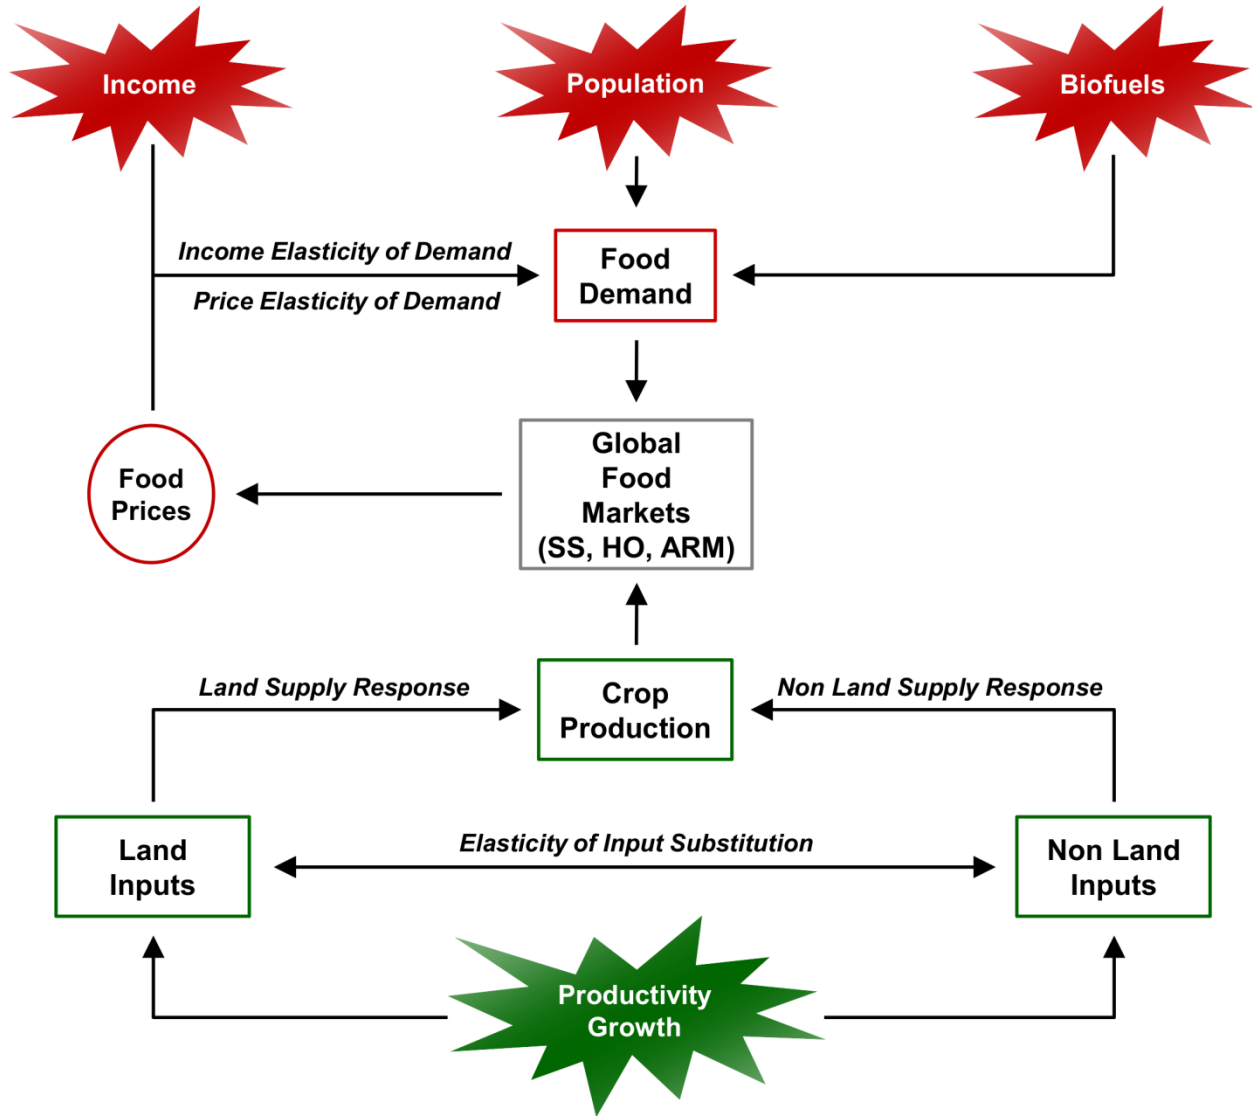 Income
Population
Biofuels
Income Elasticity of Demand
Price Elasticity of Demand
Food
Demand
Food
Prices
Global
Food
Markets
(SS, HO, ARM)
Land Supply Response
Crop
Production
Non Land Supply Response
Land
Inputs
Elasticity of Input Substitution
Non Land
Inputs
Productivity
Growth